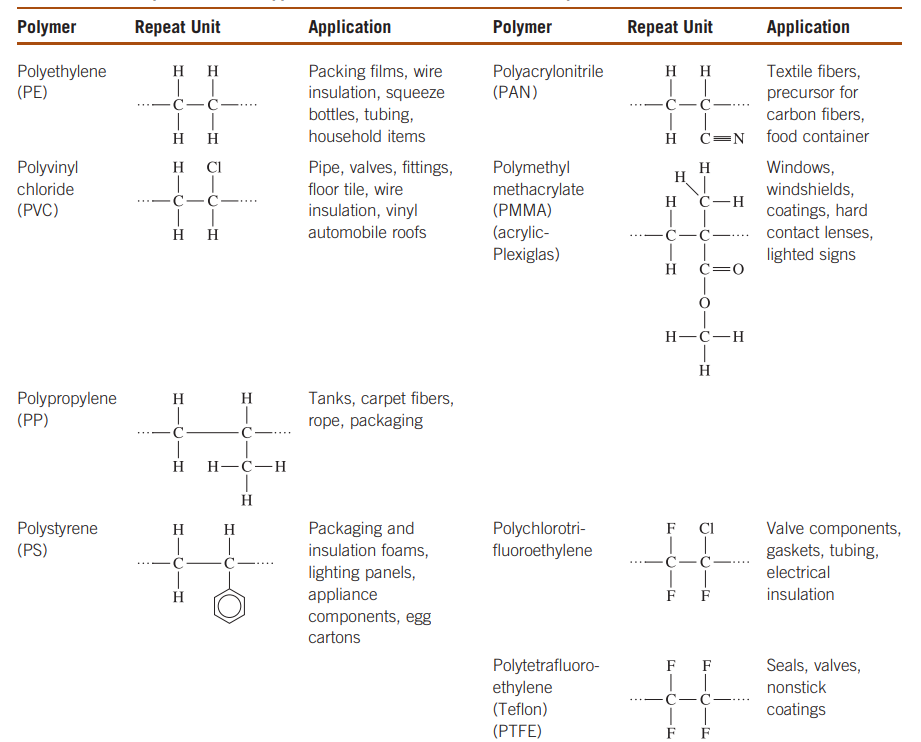 Polymer Repeat Unit Application Polymer Repeat Unit Application
Polyethylene
(PE)
H H
C C
H H
Packing films, wire
insulation, squeeze
bottles, tubing,
household items
Polyacrylonitrile
(PAN)
H H
C C
H C≡N
Textile fibers,
precursor for
carbon fibers,
food container
Polyvinyl
chloride
(PVC)
H Cl
C C
H H
Pipe, valves, fittings,
floor tile, wire
insulation, vinyl
automobile roofs
Polymethyl
methacrylate
(PMMA)
(acrylic-
Plexiglas)
H
H
H C—H
C C
H C=O
O
H—C—H
H
Windows,
windshields,
coatings, hard
contact lenses,
lighted signs
Polypropylene
(PP)
H H
C C
H H—C—H
H
Tanks, carpet fibers,
rope, packaging
Polystyrene
(PS)
H H
C C
H
Packaging and
insulation foams,
lighting panels,
appliance
components, egg
cartons
Polychlorotri-
fluoroethylene
F Cl
C C
F F
Valve components,
gaskets, tubing,
electrical
insulation
Polytetrafluoro-
ethylene
(Teflon)
(PTFE)
F F
C C
F F
Seals, valves,
nonstick
coatings